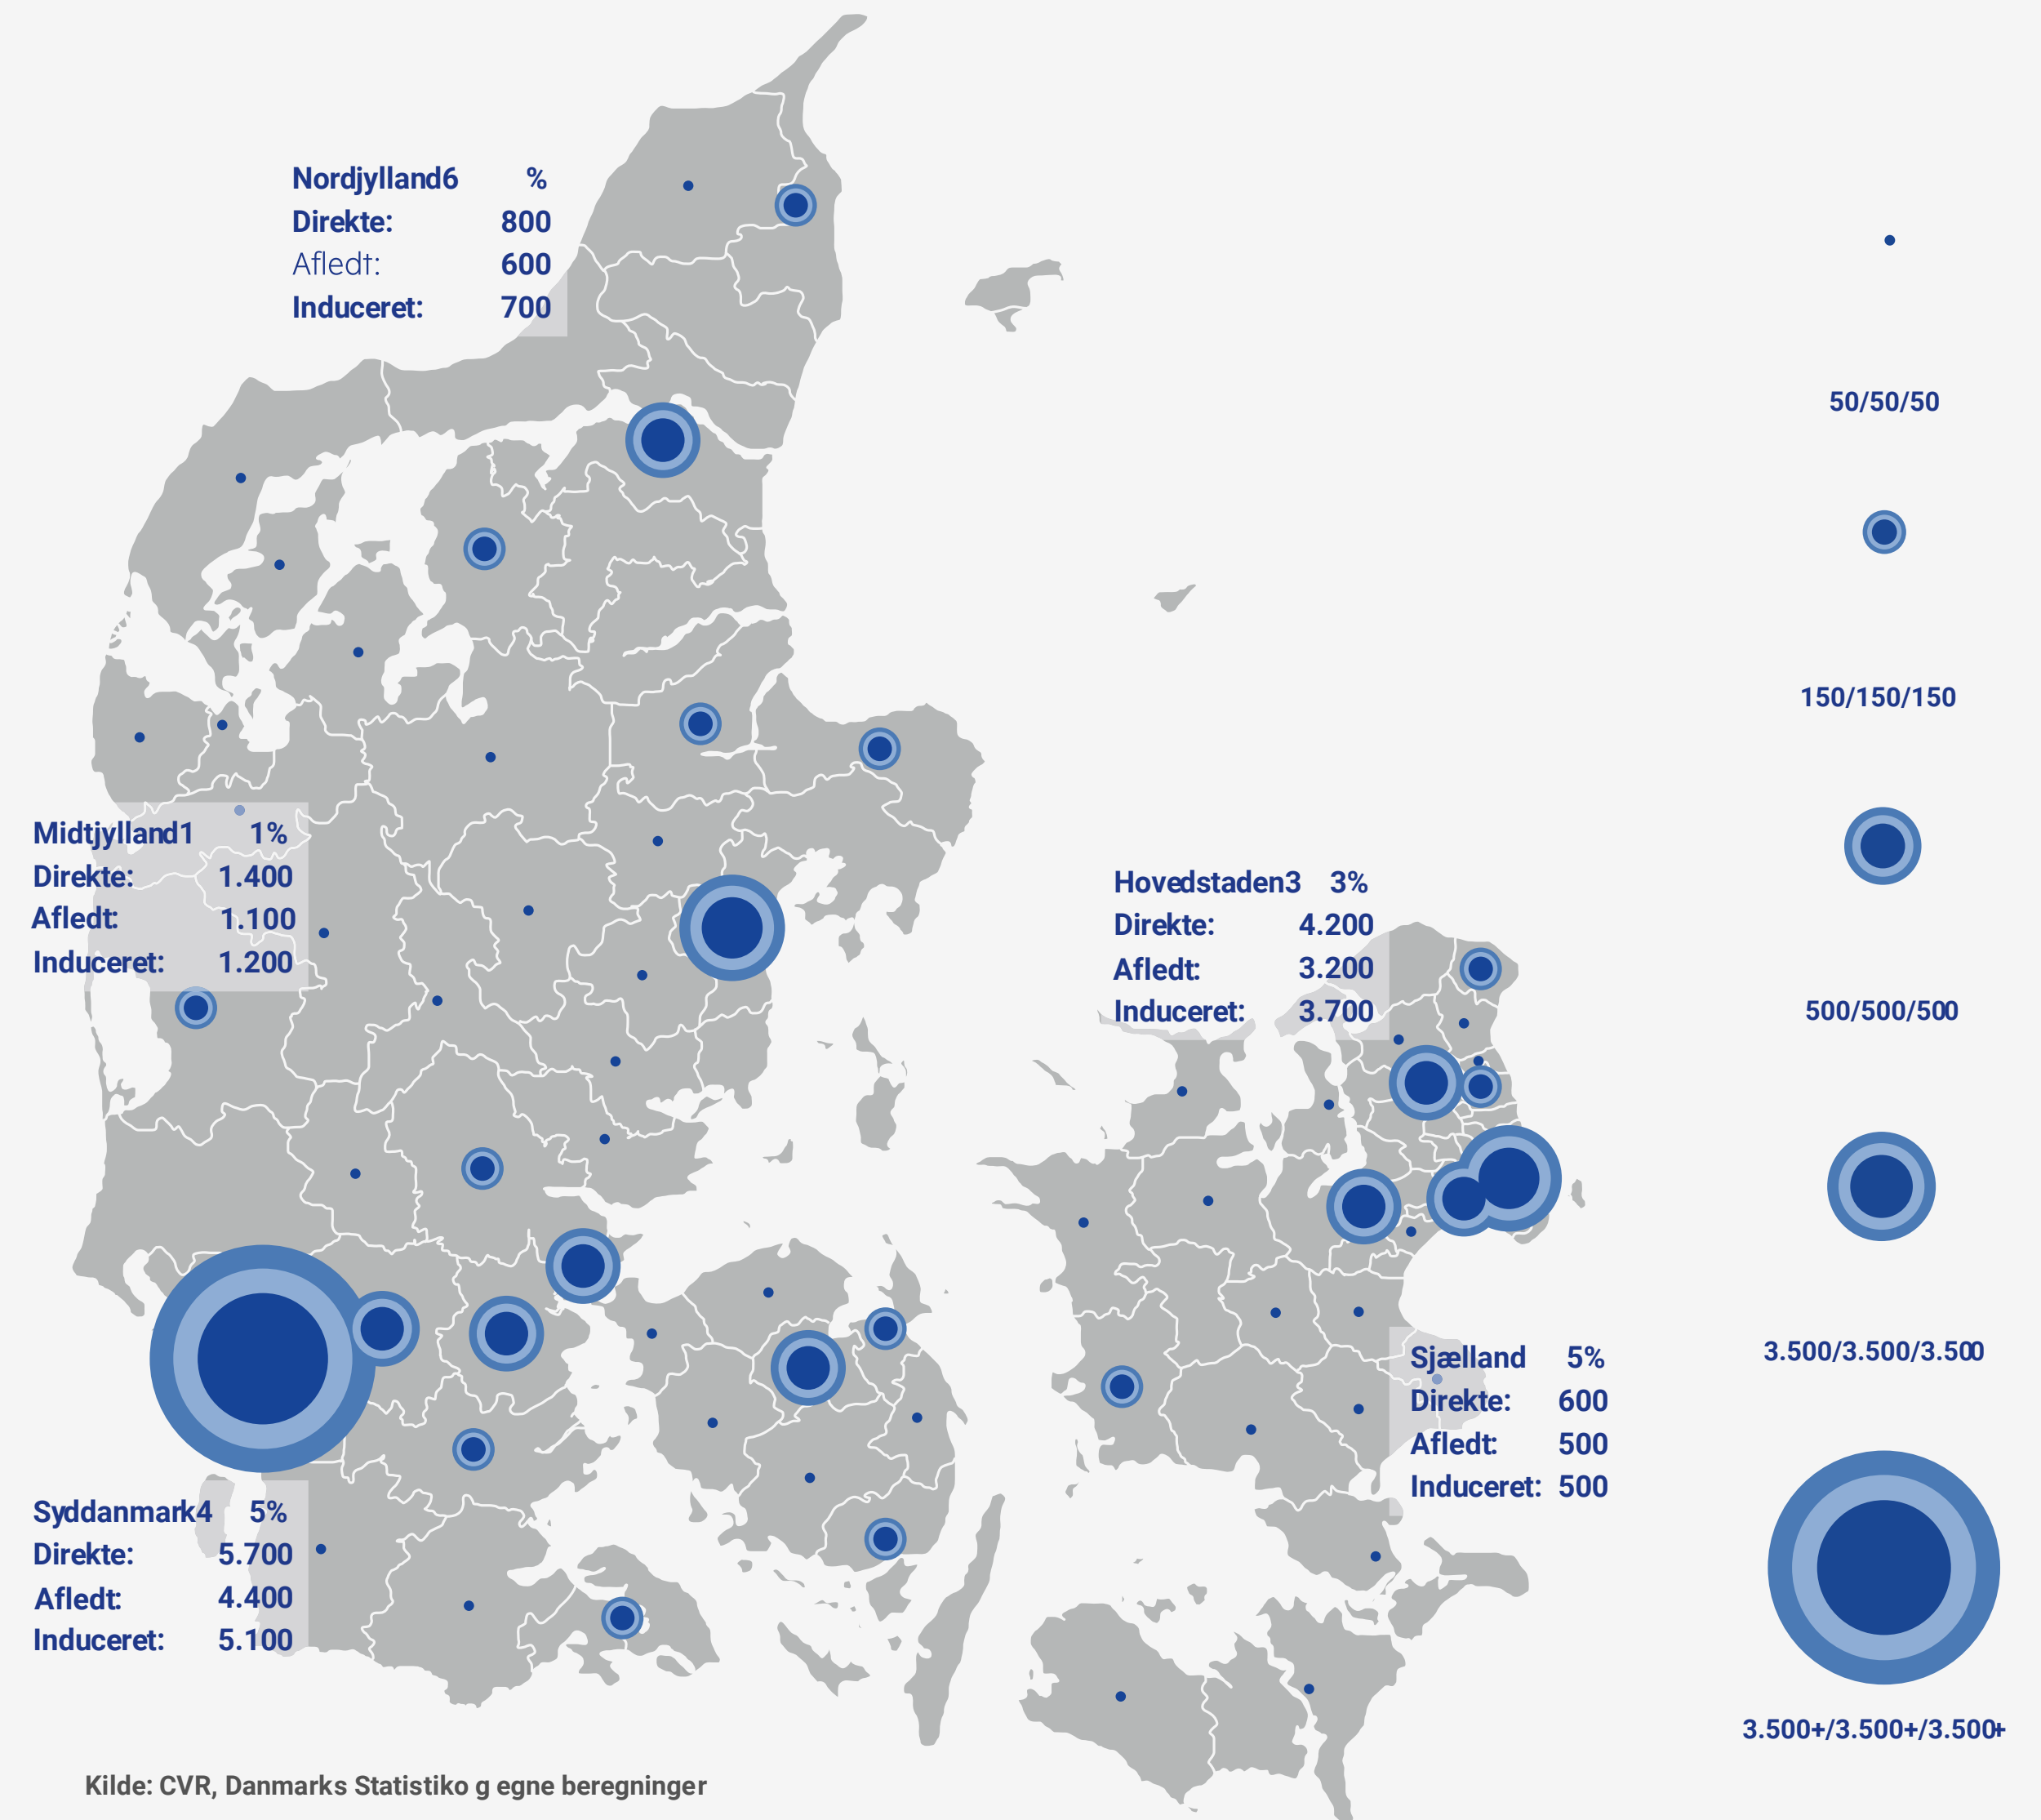 Nordjylland6 %
Direkte: 800
Afledt: 600
Induceret: 700
50/50/50
150/150/150
Midtjylland1 1%
Direkte: 1.400
Afledt: 1.100
Induceret: 1.200
Hovedstaden3 3%
Direkte: 4.200
Afledt: 3.200
Induceret: 3.700
500/500/500
3.500/3.500/3.500
Sjælland 5%
Direkte: 600
Afledt: 500
Induceret: 500
Syddanmark4 5%
Direkte: 5.700
Afledt: 4.400
Induceret: 5.100
3.500+/3.500+/3.500+
Kilde: CVR, Danmarks Statistiko g egne beregninger